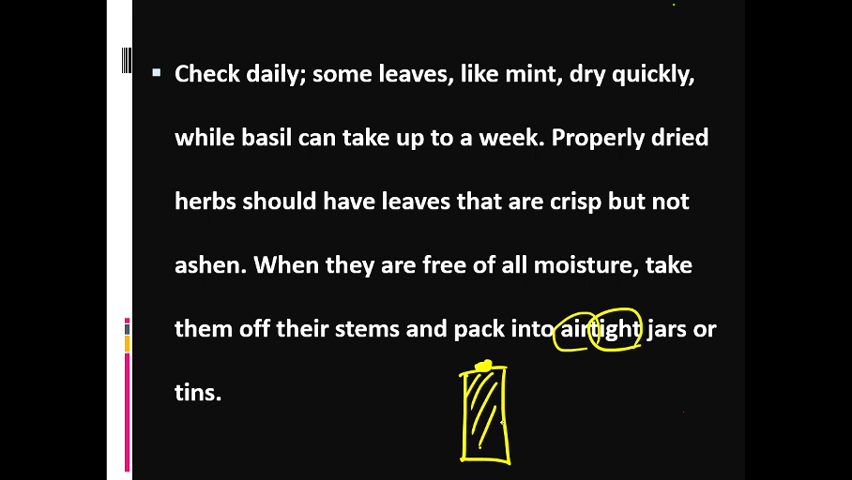 Check daily; some leaves, like mint, dry quickly,
while basil can take up to a week. Properly dried
herbs should have leaves that are crisp but not
ashen. When they are free of all moisture, take
them off their stems and pack into airtight jars or
tins.